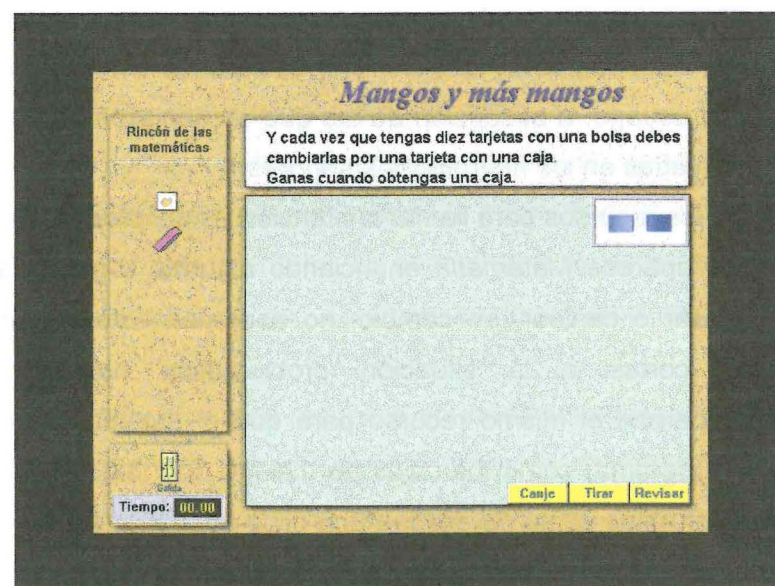 Mangos y más mangos
Rincón de las
matemáticas
Y cada vez que tengas diez tarjetas con una bolsa debes
cambiarlas por una tarjeta con una caja.
Ganas cuando obtengas una caja.
Salida
Tiempo: 00.00
Canje Tirar Revisar